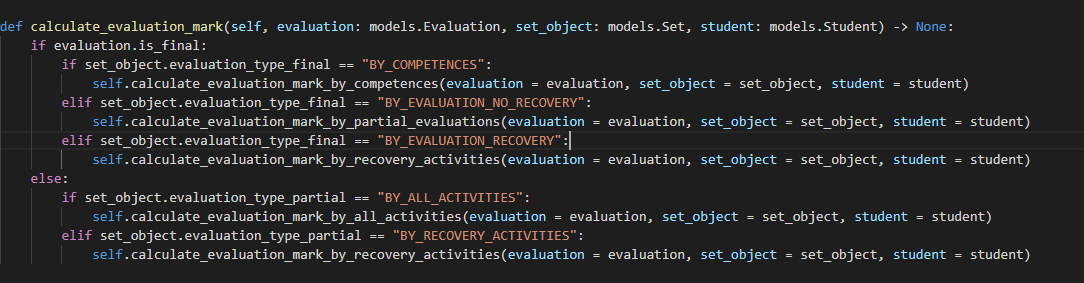 def calculate_evaluation_mark(self, evaluation: models.Evaluation, set_object: models.Set, student: models.Student) -> None:
    if evaluation.is_final:
        if set_object.evaluation_type_final == "BY_COMPETENCES":
            self.calculate_evaluation_mark_by_competences(evaluation = evaluation, set_object = set_object, student = student)
        elif set_object.evaluation_type_final == "BY_EVALUATION_NO_RECOVERY":
            self.calculate_evaluation_mark_by_partial_evaluations(evaluation = evaluation, set_object = set_object, student = student)
        elif set_object.evaluation_type_final == "BY_EVALUATION_RECOVERY":
            self.calculate_evaluation_mark_by_recovery_activities(evaluation = evaluation, set_object = set_object, student = student)
    else:
        if set_object.evaluation_type_partial == "BY_ALL_ACTIVITIES":
            self.calculate_evaluation_mark_by_all_activities(evaluation = evaluation, set_object = set_object, student = student)
        elif set_object.evaluation_type_partial == "BY_RECOVERY_ACTIVITIES":
            self.calculate_evaluation_mark_by_recovery_activities(evaluation = evaluation, set_object = set_object, student = student)